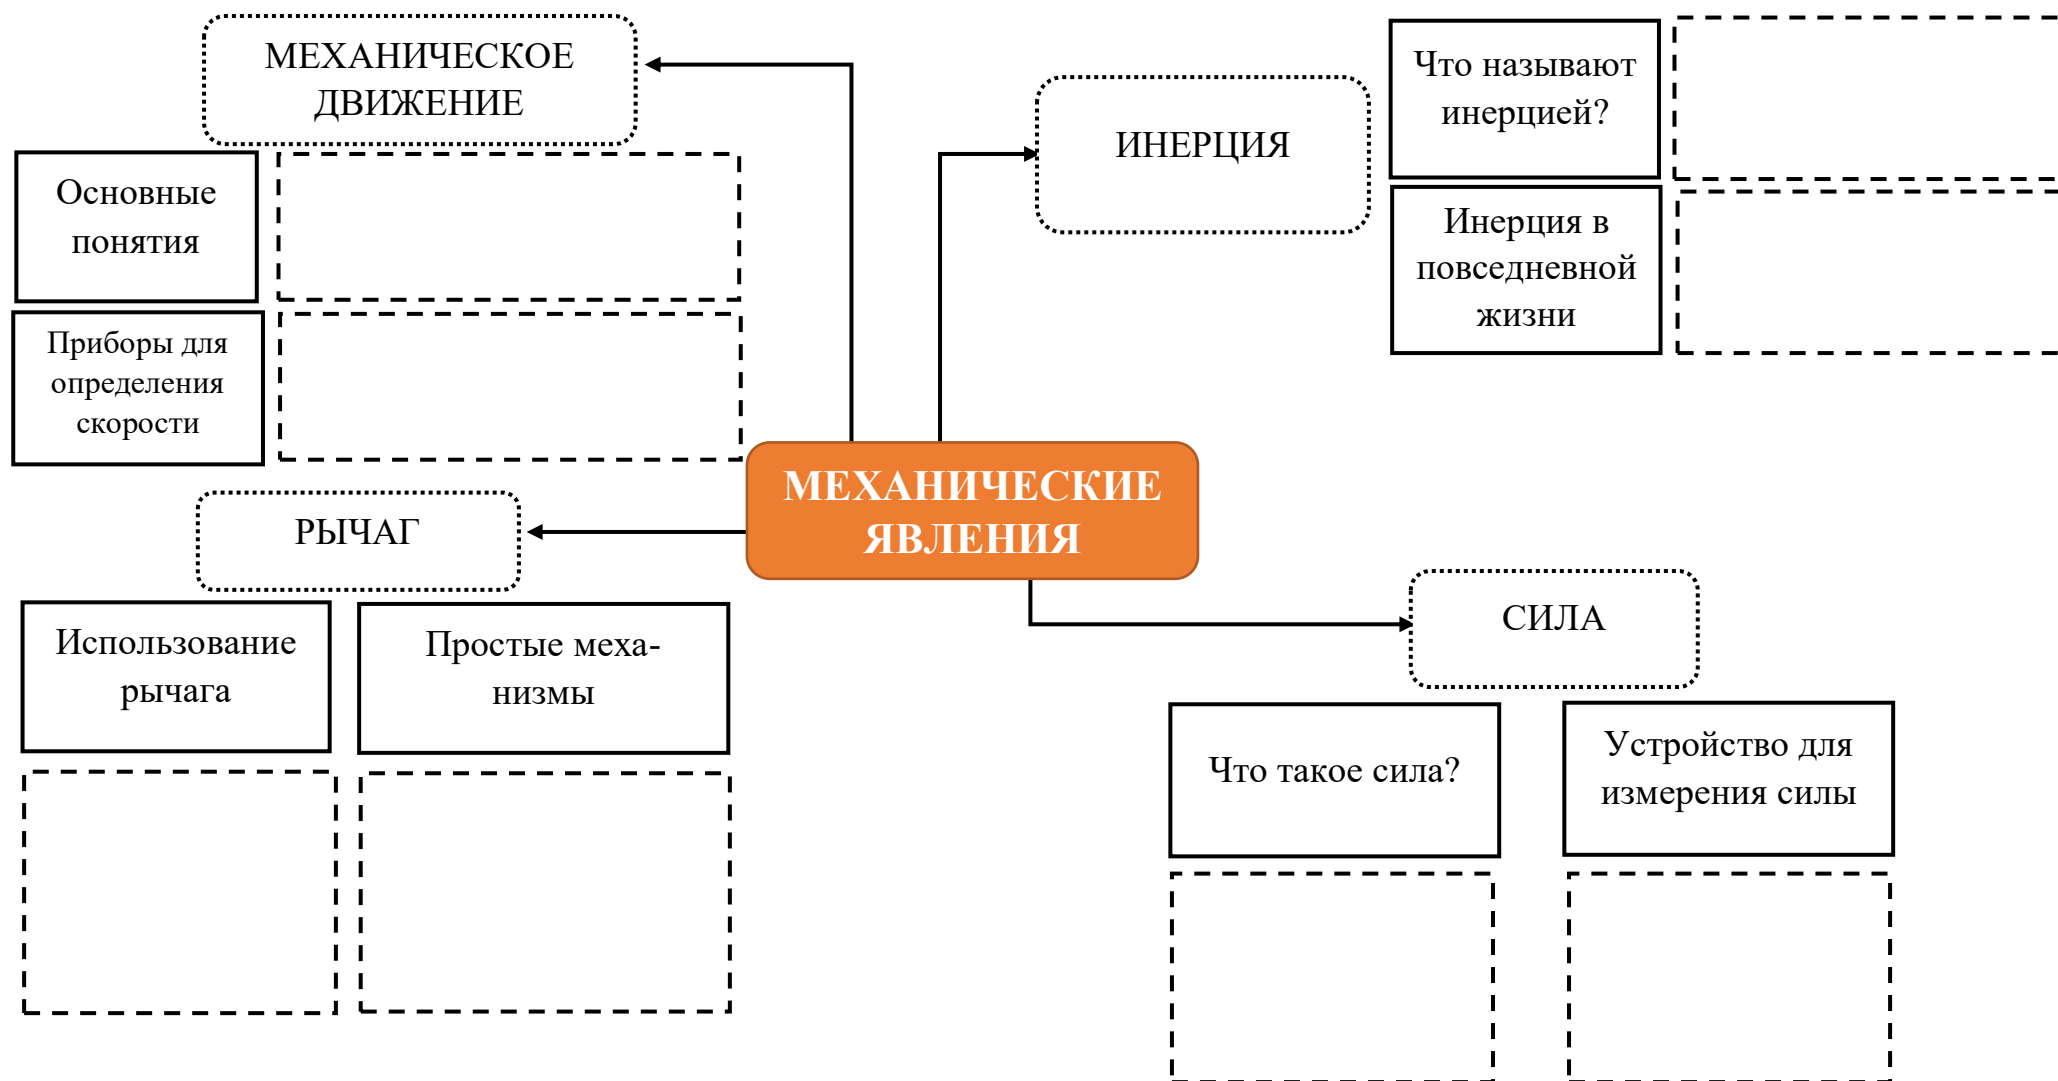 МЕХАНИЧЕСКОЕ
ДВИЖЕНИЕ
Основные
понятия
Приборы для
определения
скорости
ИНЕРЦИЯ
Что называют
инерцией?
Инерция в
повседневной
жизни
МЕХАНИЧЕСКИЕ
ЯВЛЕНИЯ
РЫЧАГ
Использование
рычага
Простые меха-
низмы
СИЛА
Что такое сила?
Устройство для
измерения силы